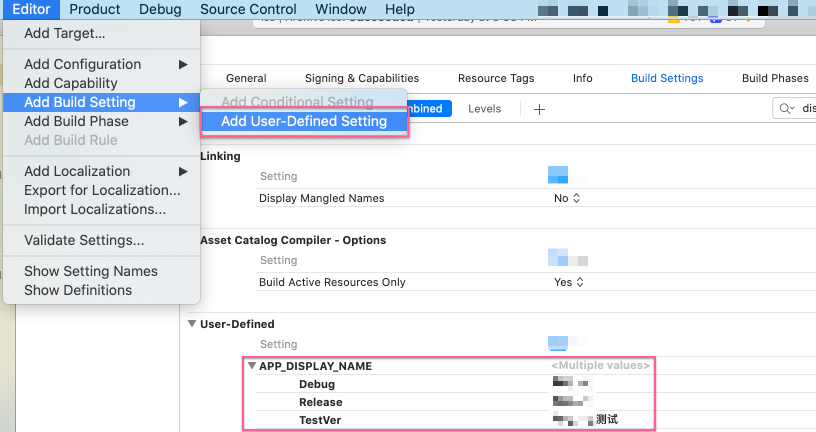 Editor Product Debug Source Control Window Help
Add Target...
Add Configuration
Add Capability
Add Build Setting
Add Build Phase
Add Build Rule
Add Localization
Export for Localization...
Import Localizations...
Validate Settings...
Show Setting Names
Show Definitions
Add Conditional Setting
Add User-Defined Setting
General Signing & Capabilities Resource Tags Info Build Settings Build Phases
Levels
Linking
Setting
Display Mangled Names No
Asset Catalog Compiler - Options
Setting
Build Active Resources Only Yes
User-Defined
Setting
APP_DISPLAY_NAME <Multiple values>
Debug
Release
TestVer 测试